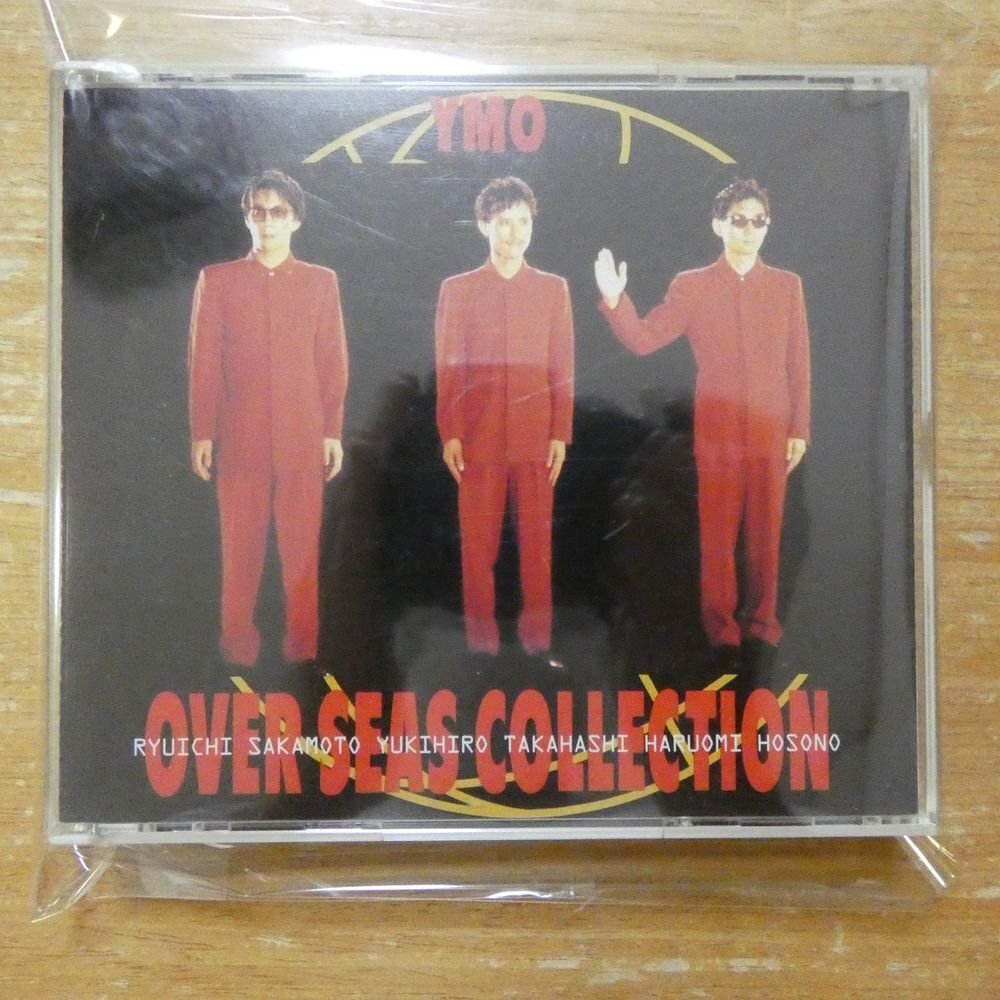 YMO
OVER SEAS COLLECTION
RYUICHI SAKAMOTO YUKIHIRO TAKAHASHI HARUOMI HOSONO